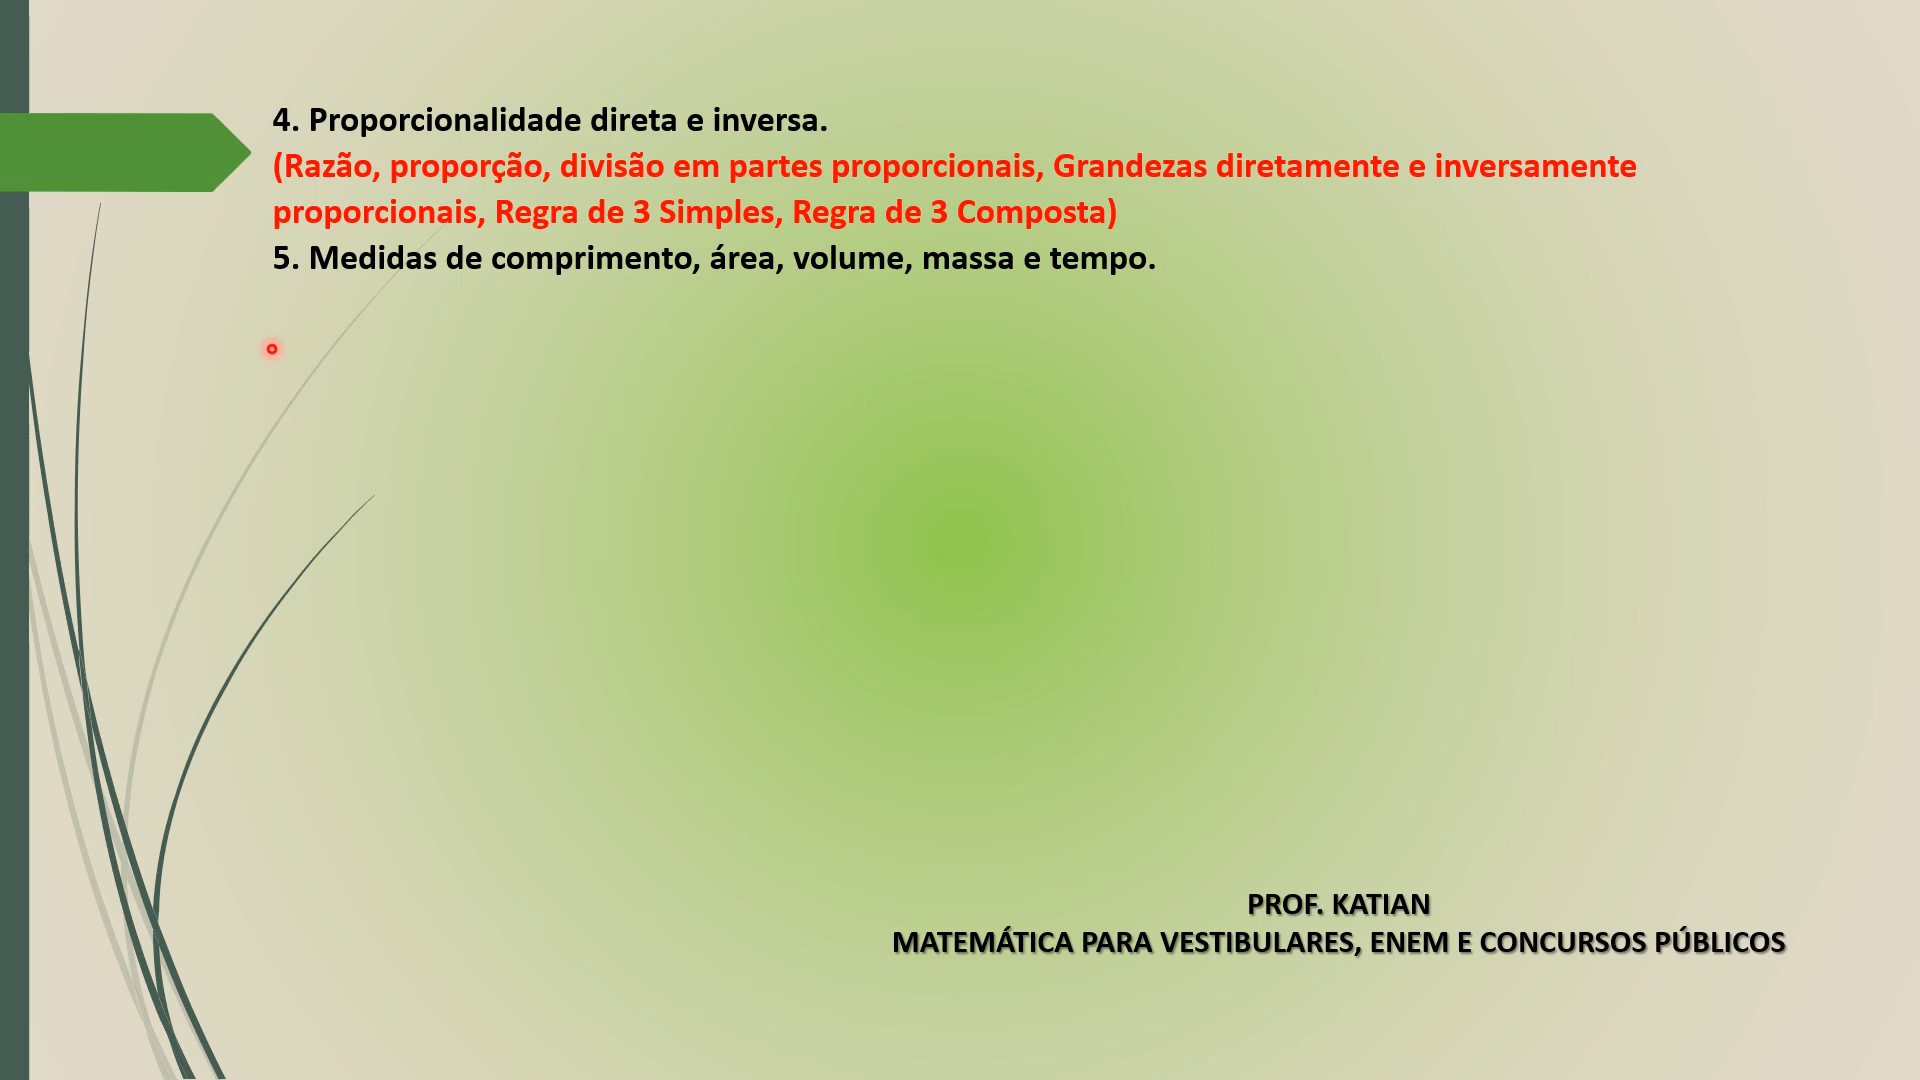 4. Proporcionalidade direta e inversa.
(Razão, proporção, divisão em partes proporcionais, Grandezas diretamente e inversamente
proporcionais, Regra de 3 Simples, Regra de 3 Composta)
5. Medidas de comprimento, área, volume, massa e tempo.
PROF. KATIAN
MATEMÁTICA PARA VESTIBULARES, ENEM E CONCURSOS PÚBLICOS